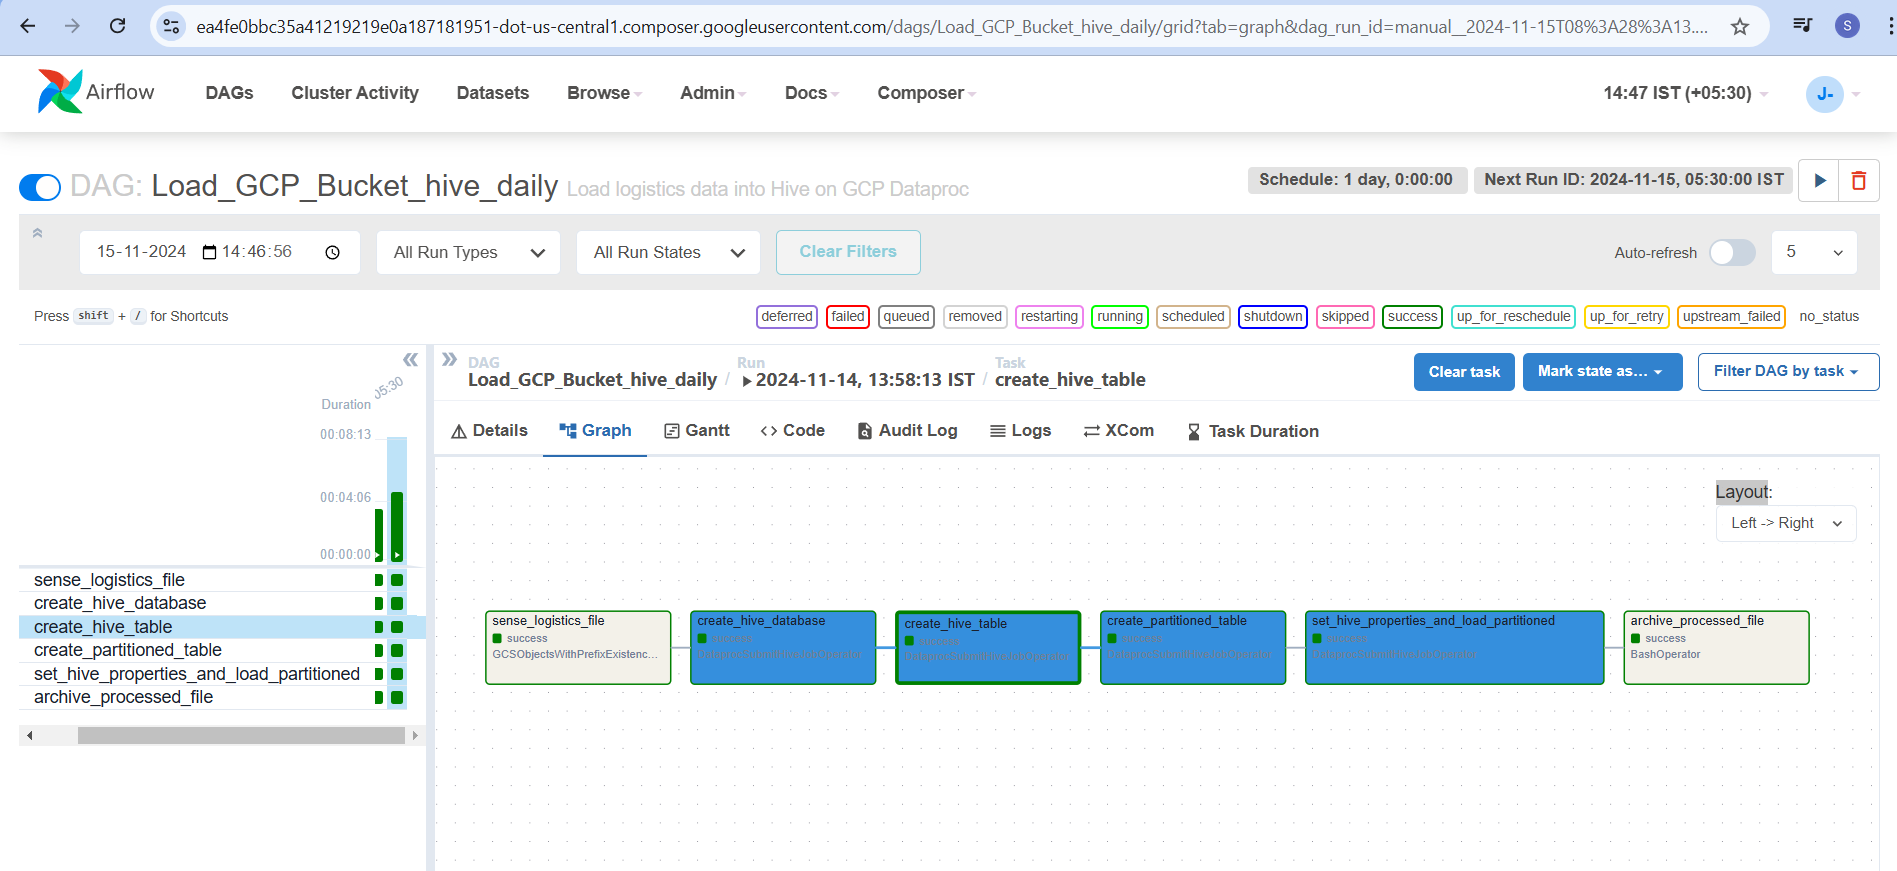 ea4fe0bbc35a41219219e0a187181951-dot-us-central1.composer.googleusercontent.com/dags/Load_GCP_Bucket_hive_daily/grid?tab=graph&dag_run_id=manual__2024-11-15T08%3A28%3A13.... S
Airflow DAGs Cluster Activity Datasets Browse Admin Docs Composer 14:47 IST (+05:30) J-
DAG: Load_GCP_Bucket_hive_daily Load logistics data into Hive on GCP Dataproc Schedule: 1 day, 0:00:00 Next Run ID: 2024-11-15, 05:30:00 IST
15-11-2024 14:46:56 All Run Types All Run States Clear Filters Auto-refresh 5
Press shift + / for Shortcuts deferred failed queued removed restarting running scheduled shutdown skipped success up_for_reschedule up_for_retry upstream_failed no_status
DAG Run Task
Load_GCP_Bucket_hive_daily / 2024-11-14, 13:58:13 IST / create_hive_table Clear task Mark state as... Filter DAG by task
05:30
Duration
00:08:13
00:04:06
00:00:00
Details Graph Gantt Code Audit Log Logs XCom Task Duration
Layout:
Left -> Right
sense_logistics_file
create_hive_database
create_hive_table
create_partitioned_table
set_hive_properties_and_load_partitioned
archive_processed_file
sense_logistics_file
success
GCSObjectsWithPrefixExistenc...
create_hive_database
success
DataprocSubmitHiveJobOperator
create_hive_table
success
DataprocSubmitHiveJobOperator
create_partitioned_table
success
DataprocSubmitHiveJobOperator
set_hive_properties_and_load_partitioned
success
DataprocSubmitHiveJobOperator
archive_processed_file
success
BashOperator